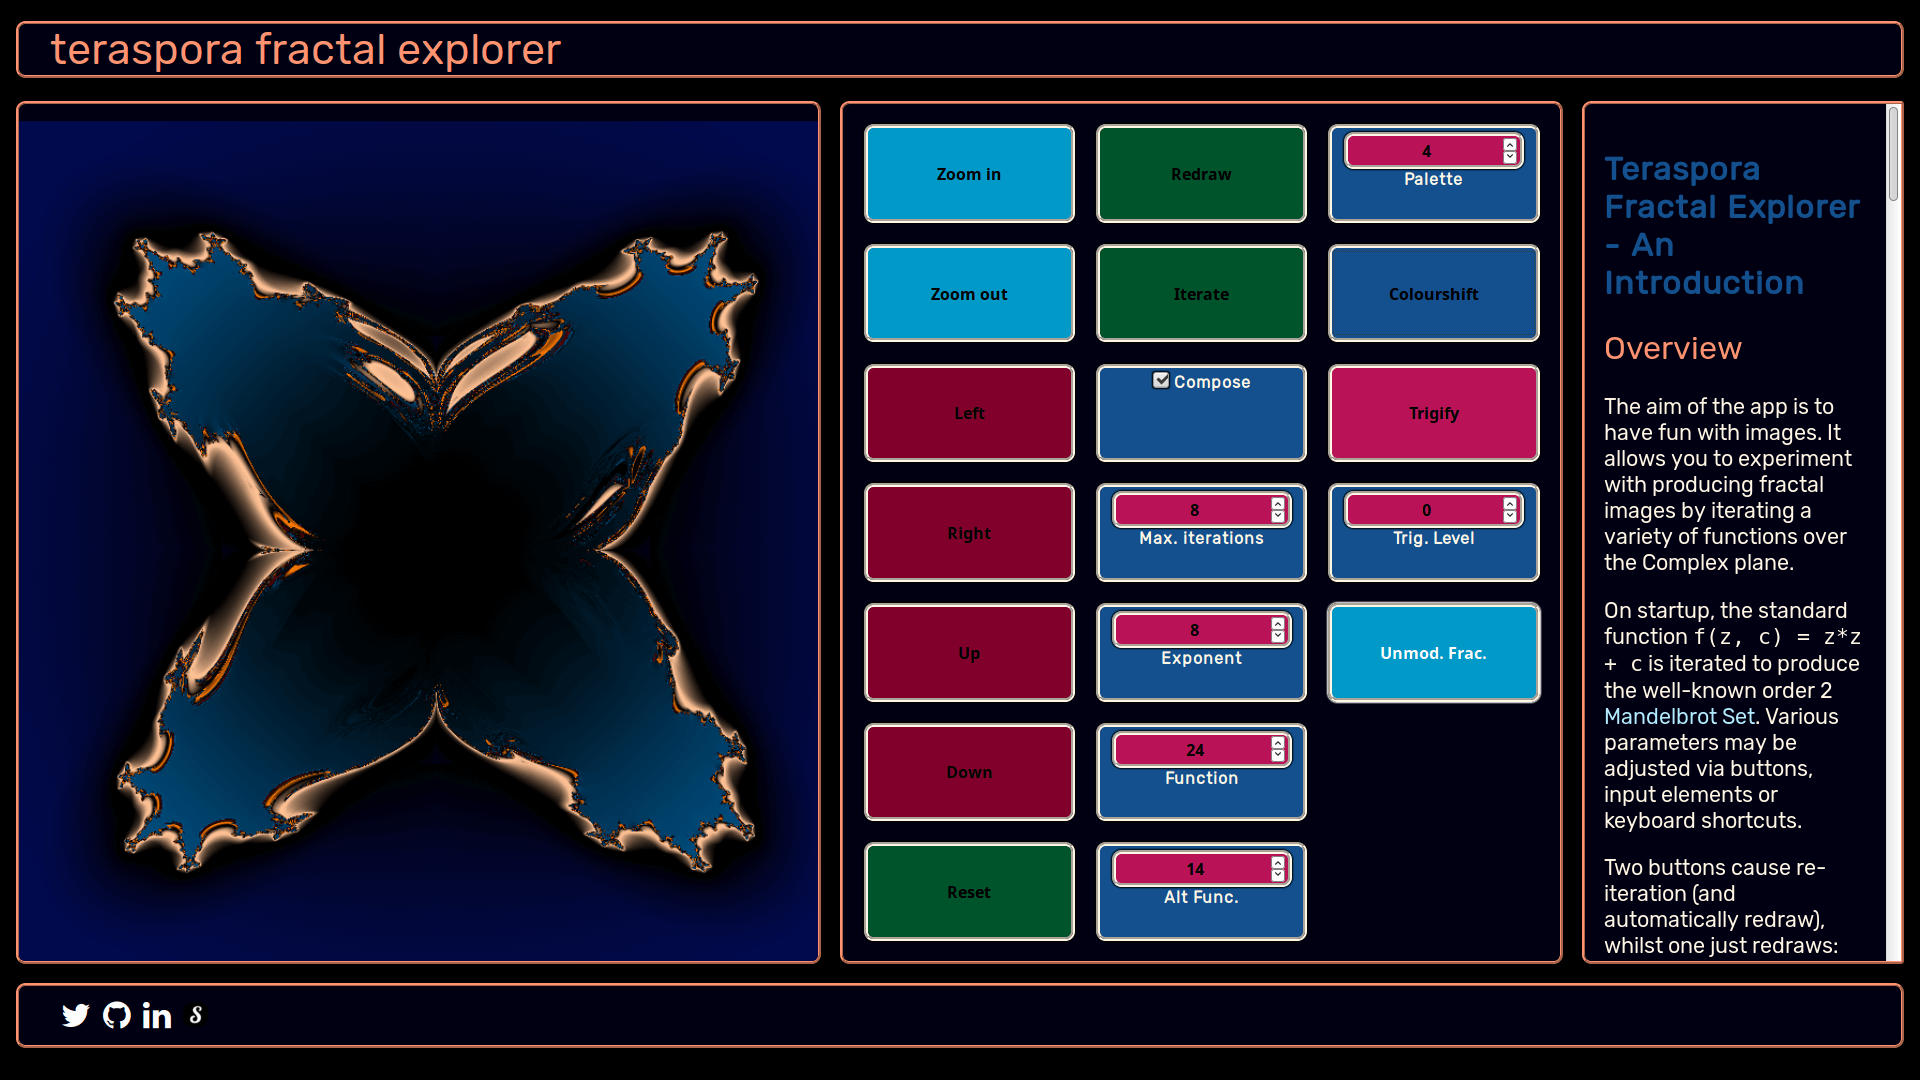 teraspora fractal explorer
Zoom in
Redraw
4
Palette
Zoom out
Iterate
Colourshift
Left
Compose
Trigify
Right
8
Max. iterations
0
Trig. Level
Up
8
Exponent
Unmod. Frac.
Down
24
Function
Reset
14
Alt Func.
Teraspora
Fractal Explorer
- An
Introduction
Overview
The aim of the app is to
have fun with images. It
allows you to experiment
with producing fractal
images by iterating a
variety of functions over
the Complex plane.
On startup, the standard
function f(z, c) = z*z
+ c is iterated to produce
the well-known order 2
Mandelbrot Set. Various
parameters may be
adjusted via buttons,
input elements or
keyboard shortcuts.
Two buttons cause re-
iteration (and
automatically redraw),
whilst one just redraws:
in
S